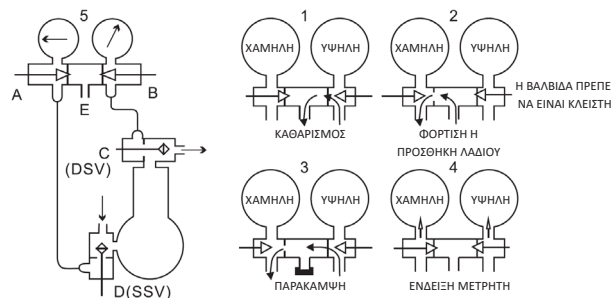 5
A
B
E
C
(DSV)
D(SSV)
1
ΧΑΜΗΛΗ
ΥΨΗΛΗ
ΚΑΘΑΡΙΣΜΟΣ
2
ΧΑΜΗΛΗ
ΥΨΗΛΗ
Η ΒΑΛΒΙΔΑ ΠΡΕΠΕ
ΝΑ ΕΙΝΑΙ ΚΛΕΙΣΤΗ
ΦΟΡΤΙΣΗ Η
ΠΡΟΣΘΗΚΗ ΛΑΔΙΟΥ
3
ΧΑΜΗΛΗ
ΥΨΗΛΗ
ΠΑΡΑΚΑΜΨΗ
4
ΧΑΜΗΛΗ
ΥΨΗΛΗ
ΕΝΔΕΙΞΗ ΜΕΤΡΗΤΗ